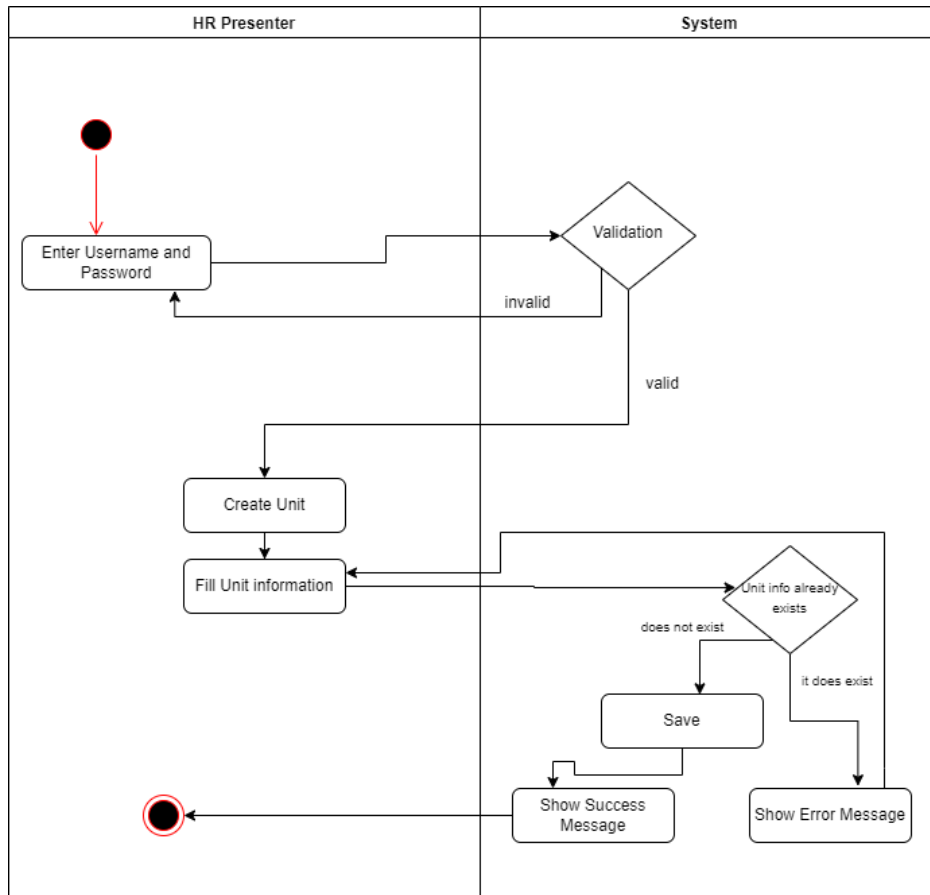 HR Presenter
System
Enter Username and
Password
Validation
invalid
valid
Create Unit
Fill Unit information
Unit info already
exists
does not exist
it does exist
Save
Show Success
Message
Show Error Message